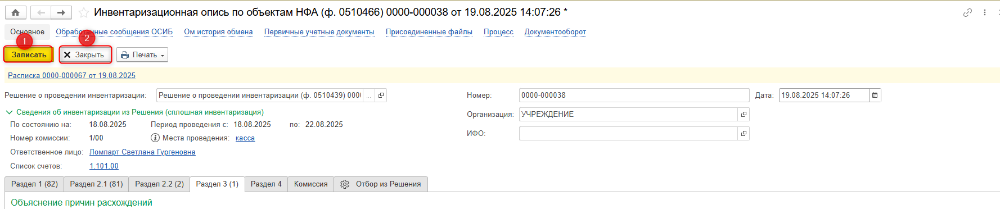 Инвентаризационная опись по объектам НФА (ф. 0510466) 0000-000038 от 19.08.2025 14:07:26 *
Основное Обработанные сообщения ОСИБ Ом история обмена Первичные учетные документы Присоединенные файлы Процесс Документооборот
1 2
Записать Закрыть Печать
Расписка 0000-000067 от 19.08.2025
Решение о проведении инвентаризации: Решение о проведении инвентаризации (ф. 0510439) 000 ... Номер: 0000-000038 Дата: 19.08.2025 14:07:26
Сведения об инвентаризации из Решения (сплошная инвентаризация) Организация: УЧРЕЖДЕНИЕ
По состоянию на: 18.08.2025 Период проведения с: 18.08.2025 по: 22.08.2025
Номер комиссии: 1/00 Места проведения: касса ИФО:
Ответственное лицо: Ломпарт Светлана Гургеновна
Список счетов: 1.101.00
Раздел 1 (82) Раздел 2.1 (81) Раздел 2.2 (2) Раздел 3 (1) Раздел 4 Комиссия Отбор из Решения
Объяснение причин расхождений